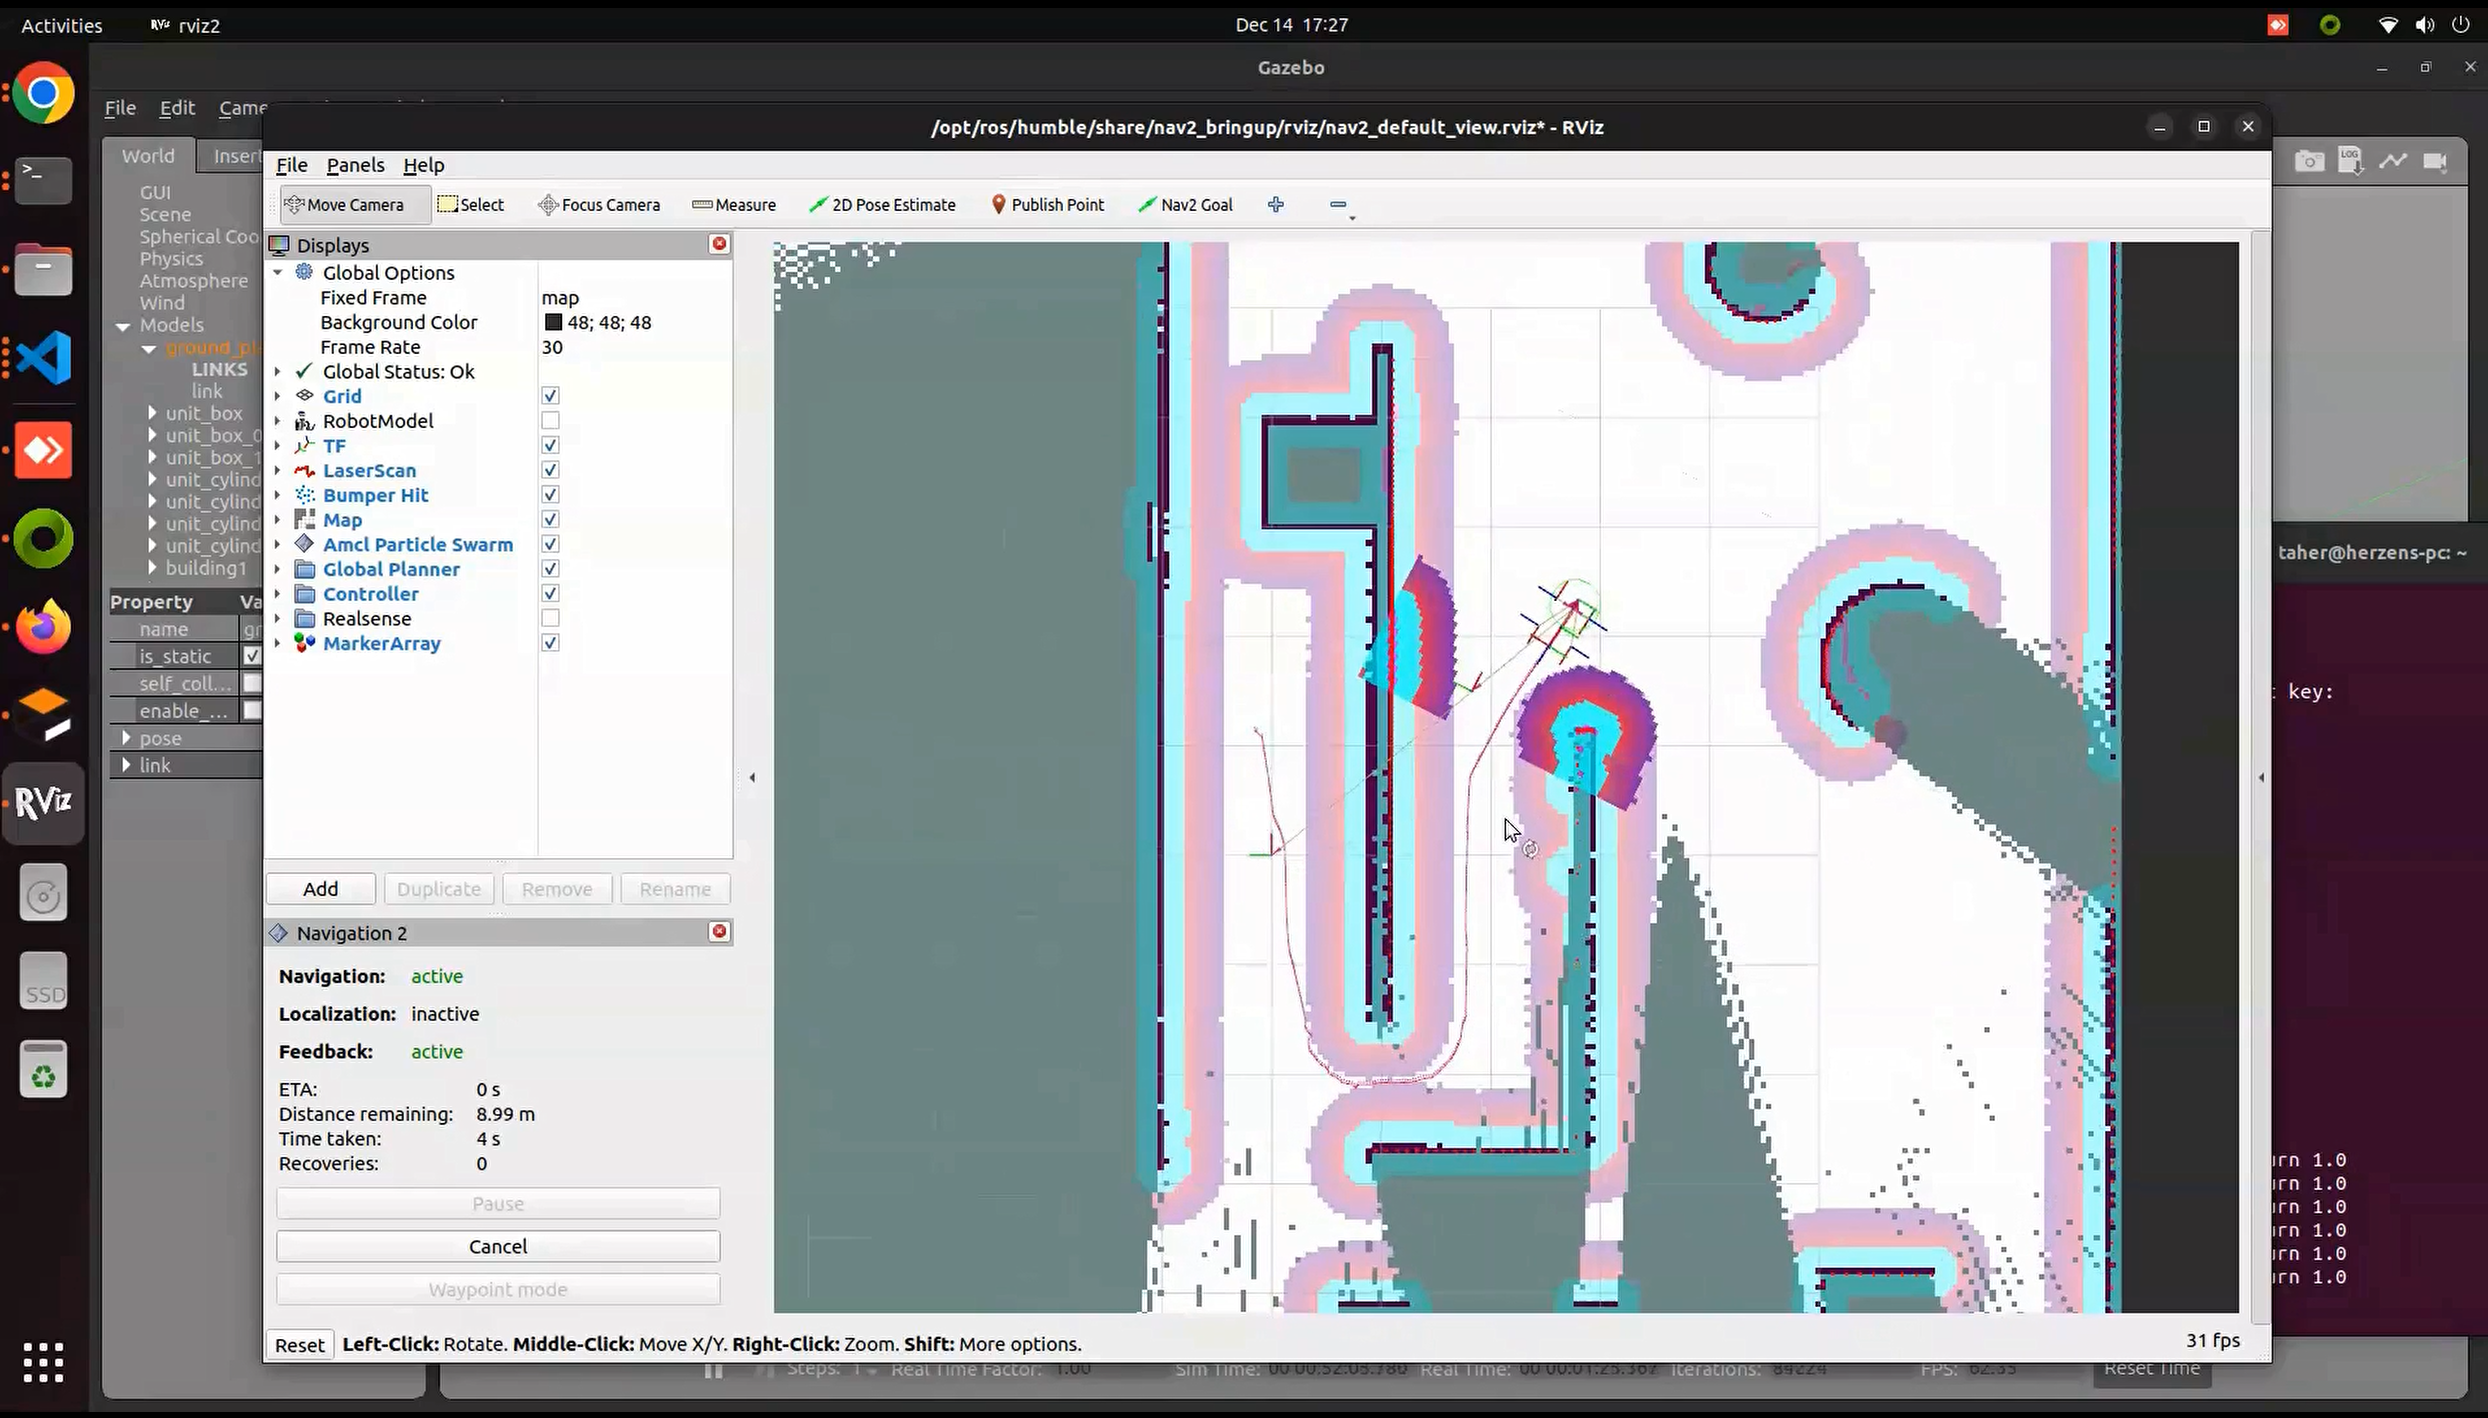 Activities
rviz2
Dec 14 17:27
Gazebo
File Edit Came
/opt/ros/humble/share/nav2_bringup/rviz/nav2_default_view.rviz* - RViz
World
Insert
LOG
File Panels Help
Move Camera Select Focus Camera Measure 2D Pose Estimate Publish Point Nav2 Goal
GUI
Scene
Spherical Coo
Physics
Atmosphere
Wind
Models
ground_pl
LINKS
link
unit_box
unit_box_0
unit_box_1
unit_cylind
unit_cylind
unit_cylind
unit_cylind
building1
Property Va
name gr
is_static
self_coll...
enable_...
pose
link
Displays
Global Options
Fixed Frame map
Background Color 48; 48; 48
Frame Rate 30
Global Status: Ok
Grid
RobotModel
TF
LaserScan
Bumper Hit
Map
Amcl Particle Swarm
Global Planner
Controller
Realsense
MarkerArray
Add Duplicate Remove Rename
Navigation 2
Navigation: active
Localization: inactive
Feedback: active
ETA: 0 s
Distance remaining: 8.99 m
Time taken: 4 s
Recoveries: 0
Pause
Cancel
Waypoint mode
Reset Left-Click: Rotate. Middle-Click: Move X/Y. Right-Click: Zoom. Shift: More options.
31 fps
taher@herzens-pc: ~
key:
urn 1.0
urn 1.0
urn 1.0
urn 1.0
urn 1.0
urn 1.0
RViz
SSD
Steps: 1 Real Time Factor: 1.00 Sim Time: Real Time: Iterations: FPS: Reset Time